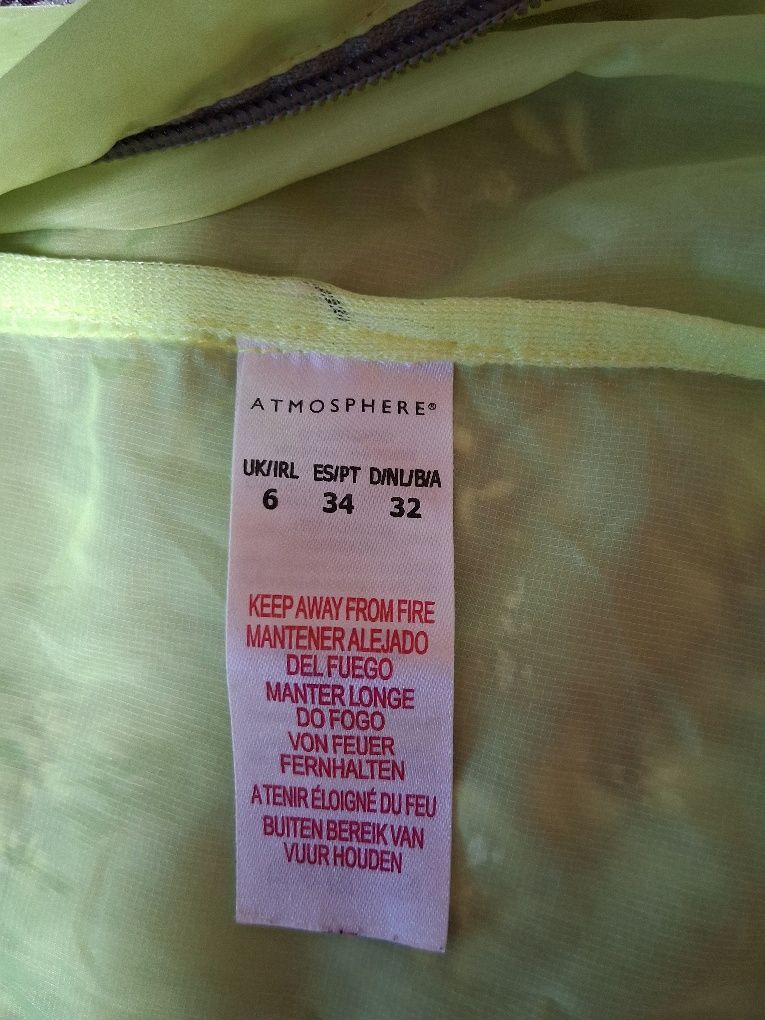 ATMOSPHERE®
UK/IRL ES/PT D/NL/B/A
6 34 32
KEEP AWAY FROM FIRE
MANTENER ALEJADO
DEL FUEGO
MANTER LONGE
DO FOGO
VON FEUER
FERNHALTEN
A TENIR ÉLOIGNÉ DU FEU
BUITEN BEREIK VAN
VUUR HOUDEN